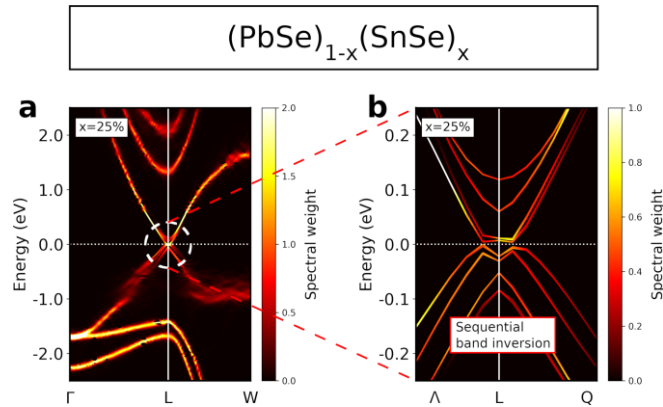 (PbSe)₁₋ₓ(SnSe)ₓ
a
b
x=25%
x=25%
Energy (eV)
2.0
1.0
0.0
-1.0
-2.0
Γ
L
W
2.0
1.5
1.0
0.5
0.0
Spectral weight
Energy (eV)
0.2
0.1
0.0
-0.1
-0.2
Sequential
band inversion
Λ
L
Q
1.0
0.8
0.6
0.4
0.2
0.0
Spectral weight